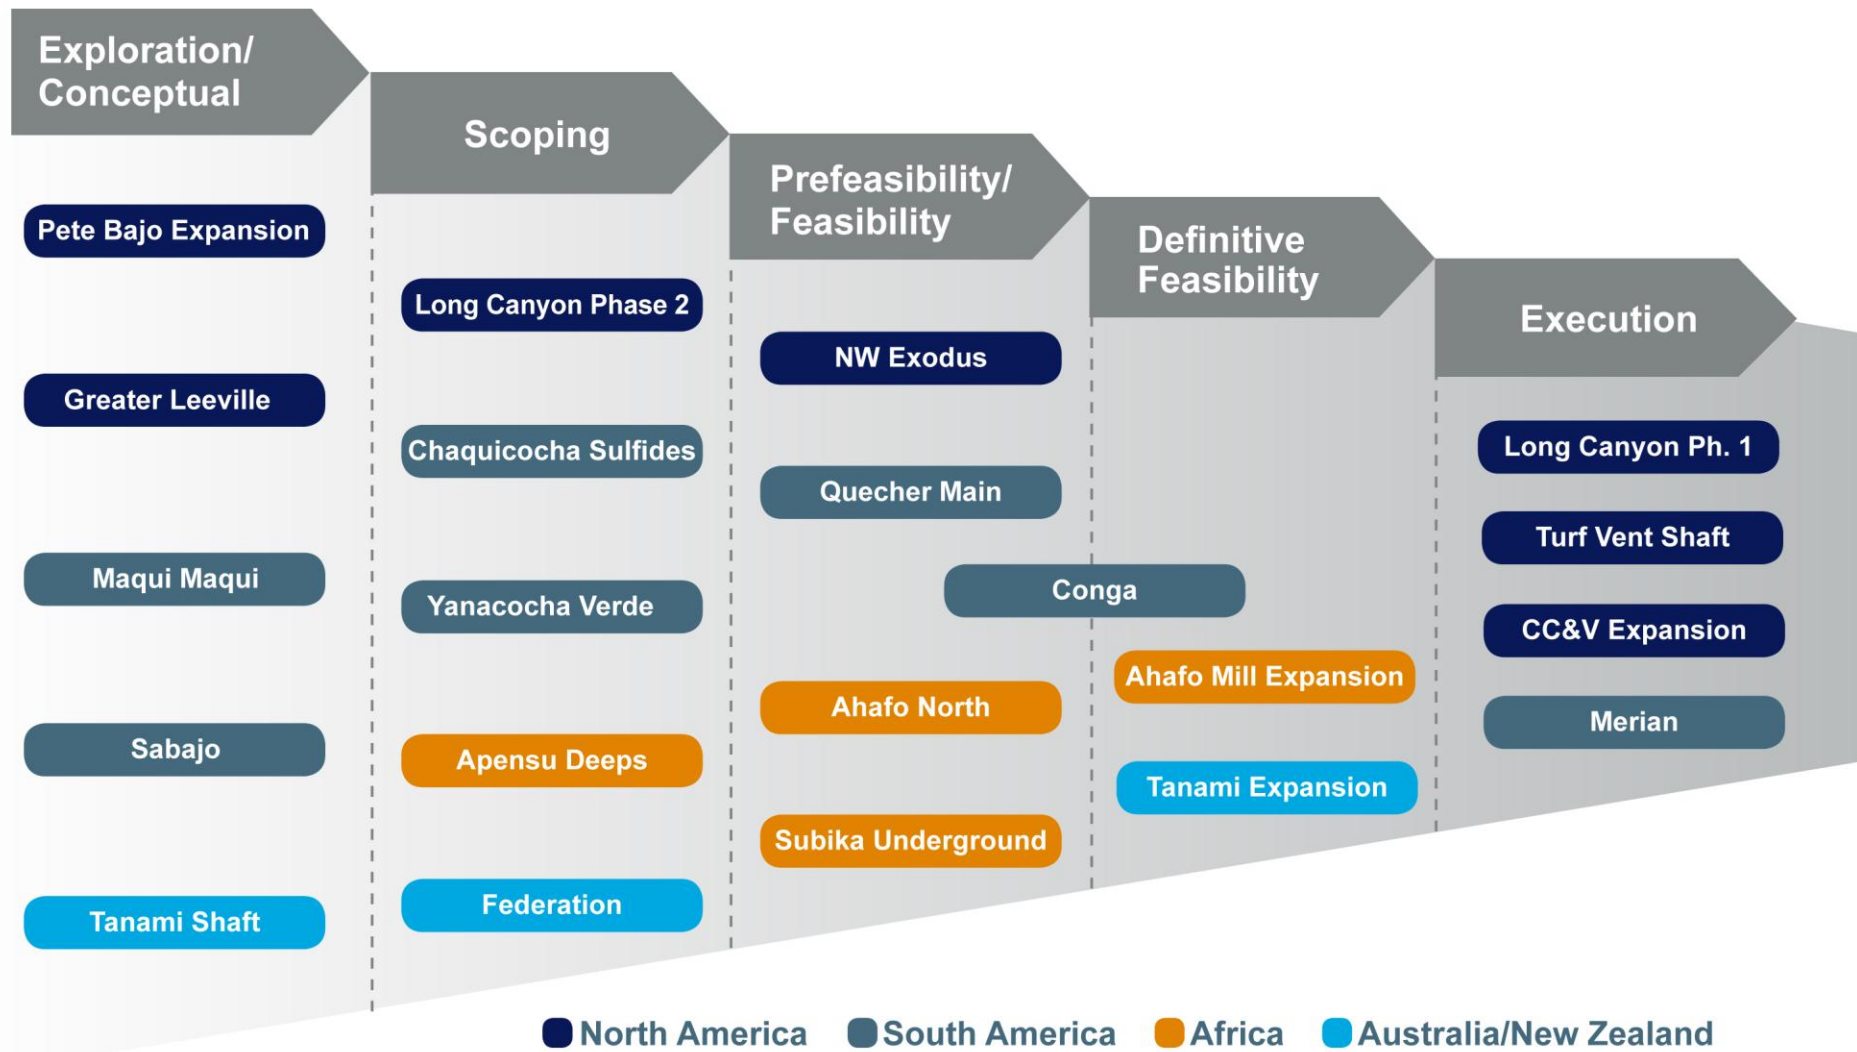 Exploration/
Conceptual
Pete Bajo Expansion
Greater Leeville
Maqui Maqui
Sabajo
Tanami Shaft
Scoping
Long Canyon Phase 2
Chaquicocha Sulfides
Yanacocha Verde
Apensu Deeps
Federation
Prefeasibility/
Feasibility
NW Exodus
Quecher Main
Conga
Ahafo North
Subika Underground
Definitive
Feasibility
Ahafo Mill Expansion
Tanami Expansion
Execution
Long Canyon Ph. 1
Turf Vent Shaft
CC&V Expansion
Merian
North America
South America
Africa
Australia/New Zealand